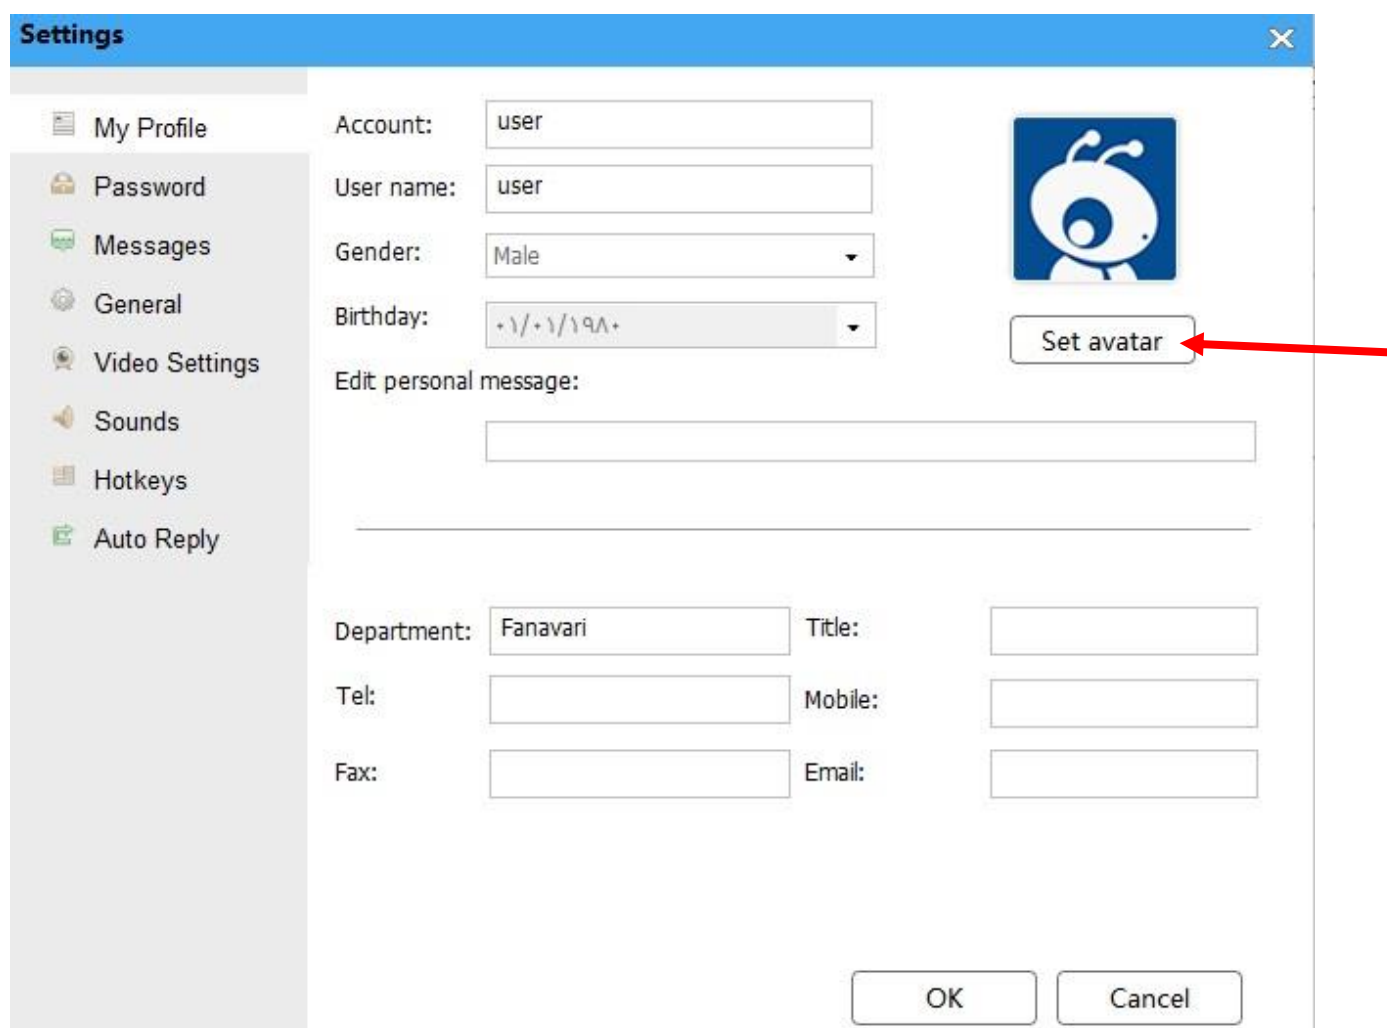 Settings
My Profile
Password
Messages
General
Video Settings
Sounds
Hotkeys
Auto Reply
Account: user
User name: user
Gender: Male
Birthday: ۰۱/۰۱/۱۹۸۰
Set avatar
Edit personal message:
Department: Fanavari Title:
Tel: Mobile:
Fax: Email:
OK Cancel